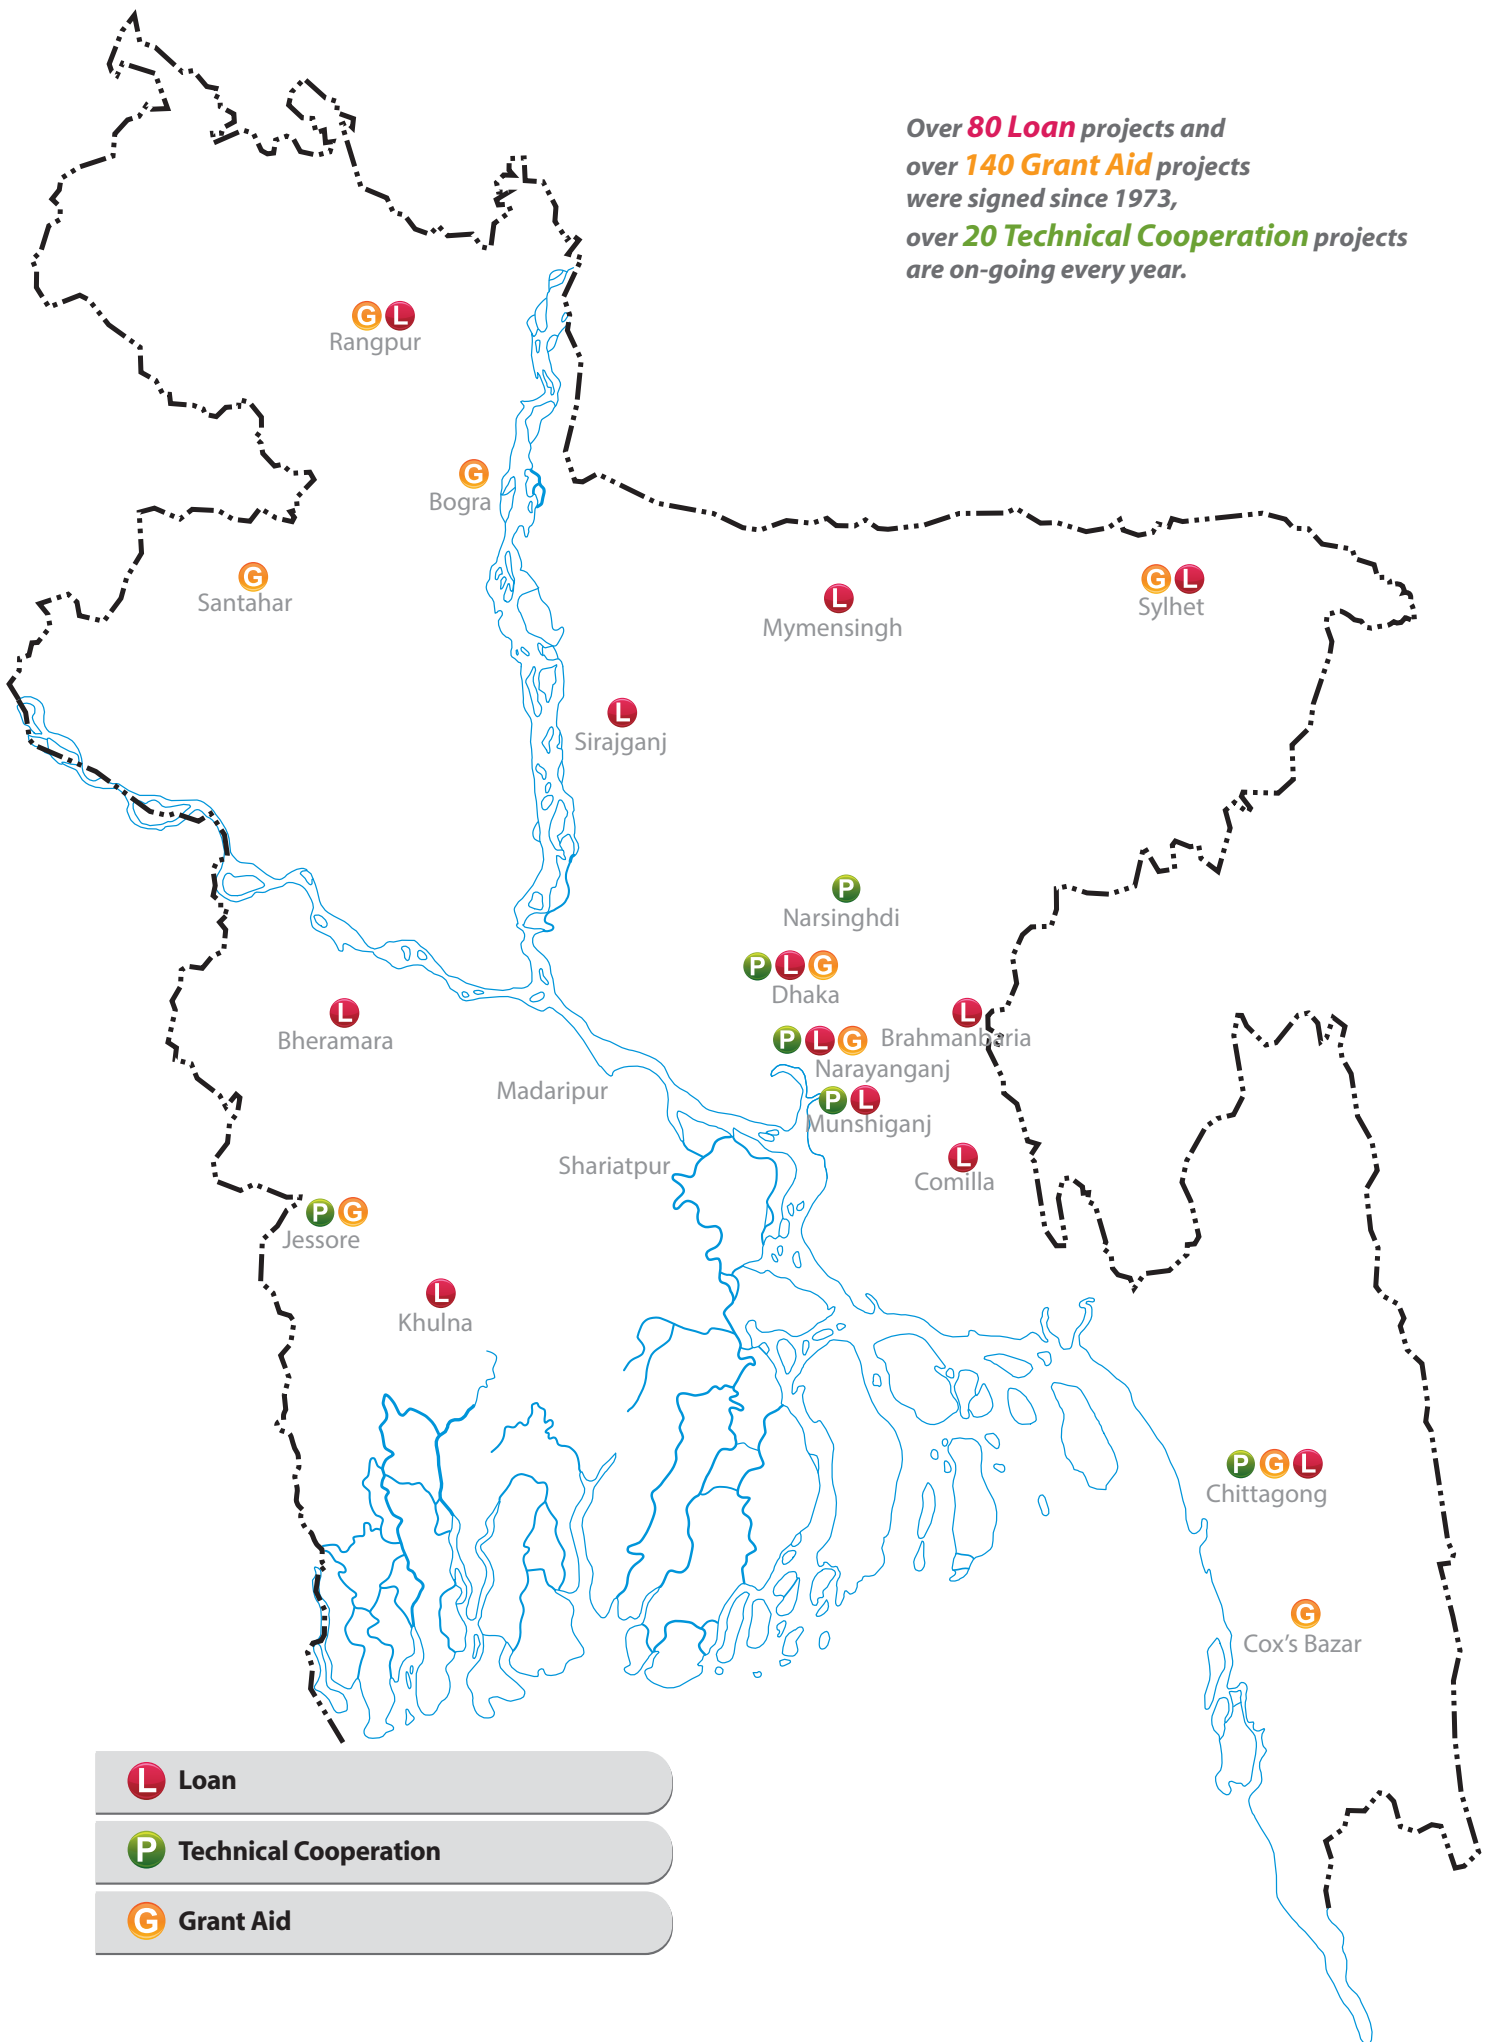 Over 80 Loan projects and
over 140 Grant Aid projects
were signed since 1973,
over 20 Technical Cooperation projects
are on-going every year.
G L
Rangpur
G
Bogra
G
Santahar
L
Mymensingh
G L
Sylhet
L
Sirajganj
P
Narsinghdi
P L G
Dhaka
L
Bheramara
L
Brahmanbaria
P L G
Narayanganj
Madaripur
P L
Munshiganj
Shariatpur
L
Comilla
P G
Jessore
L
Khulna
P G L
Chittagong
G
Cox's Bazar
L Loan
P Technical Cooperation
G Grant Aid